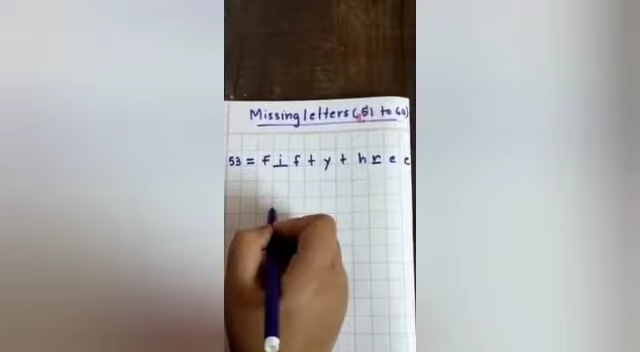 Missing letters (51 to 60)
53 = F i f t y t h r e e